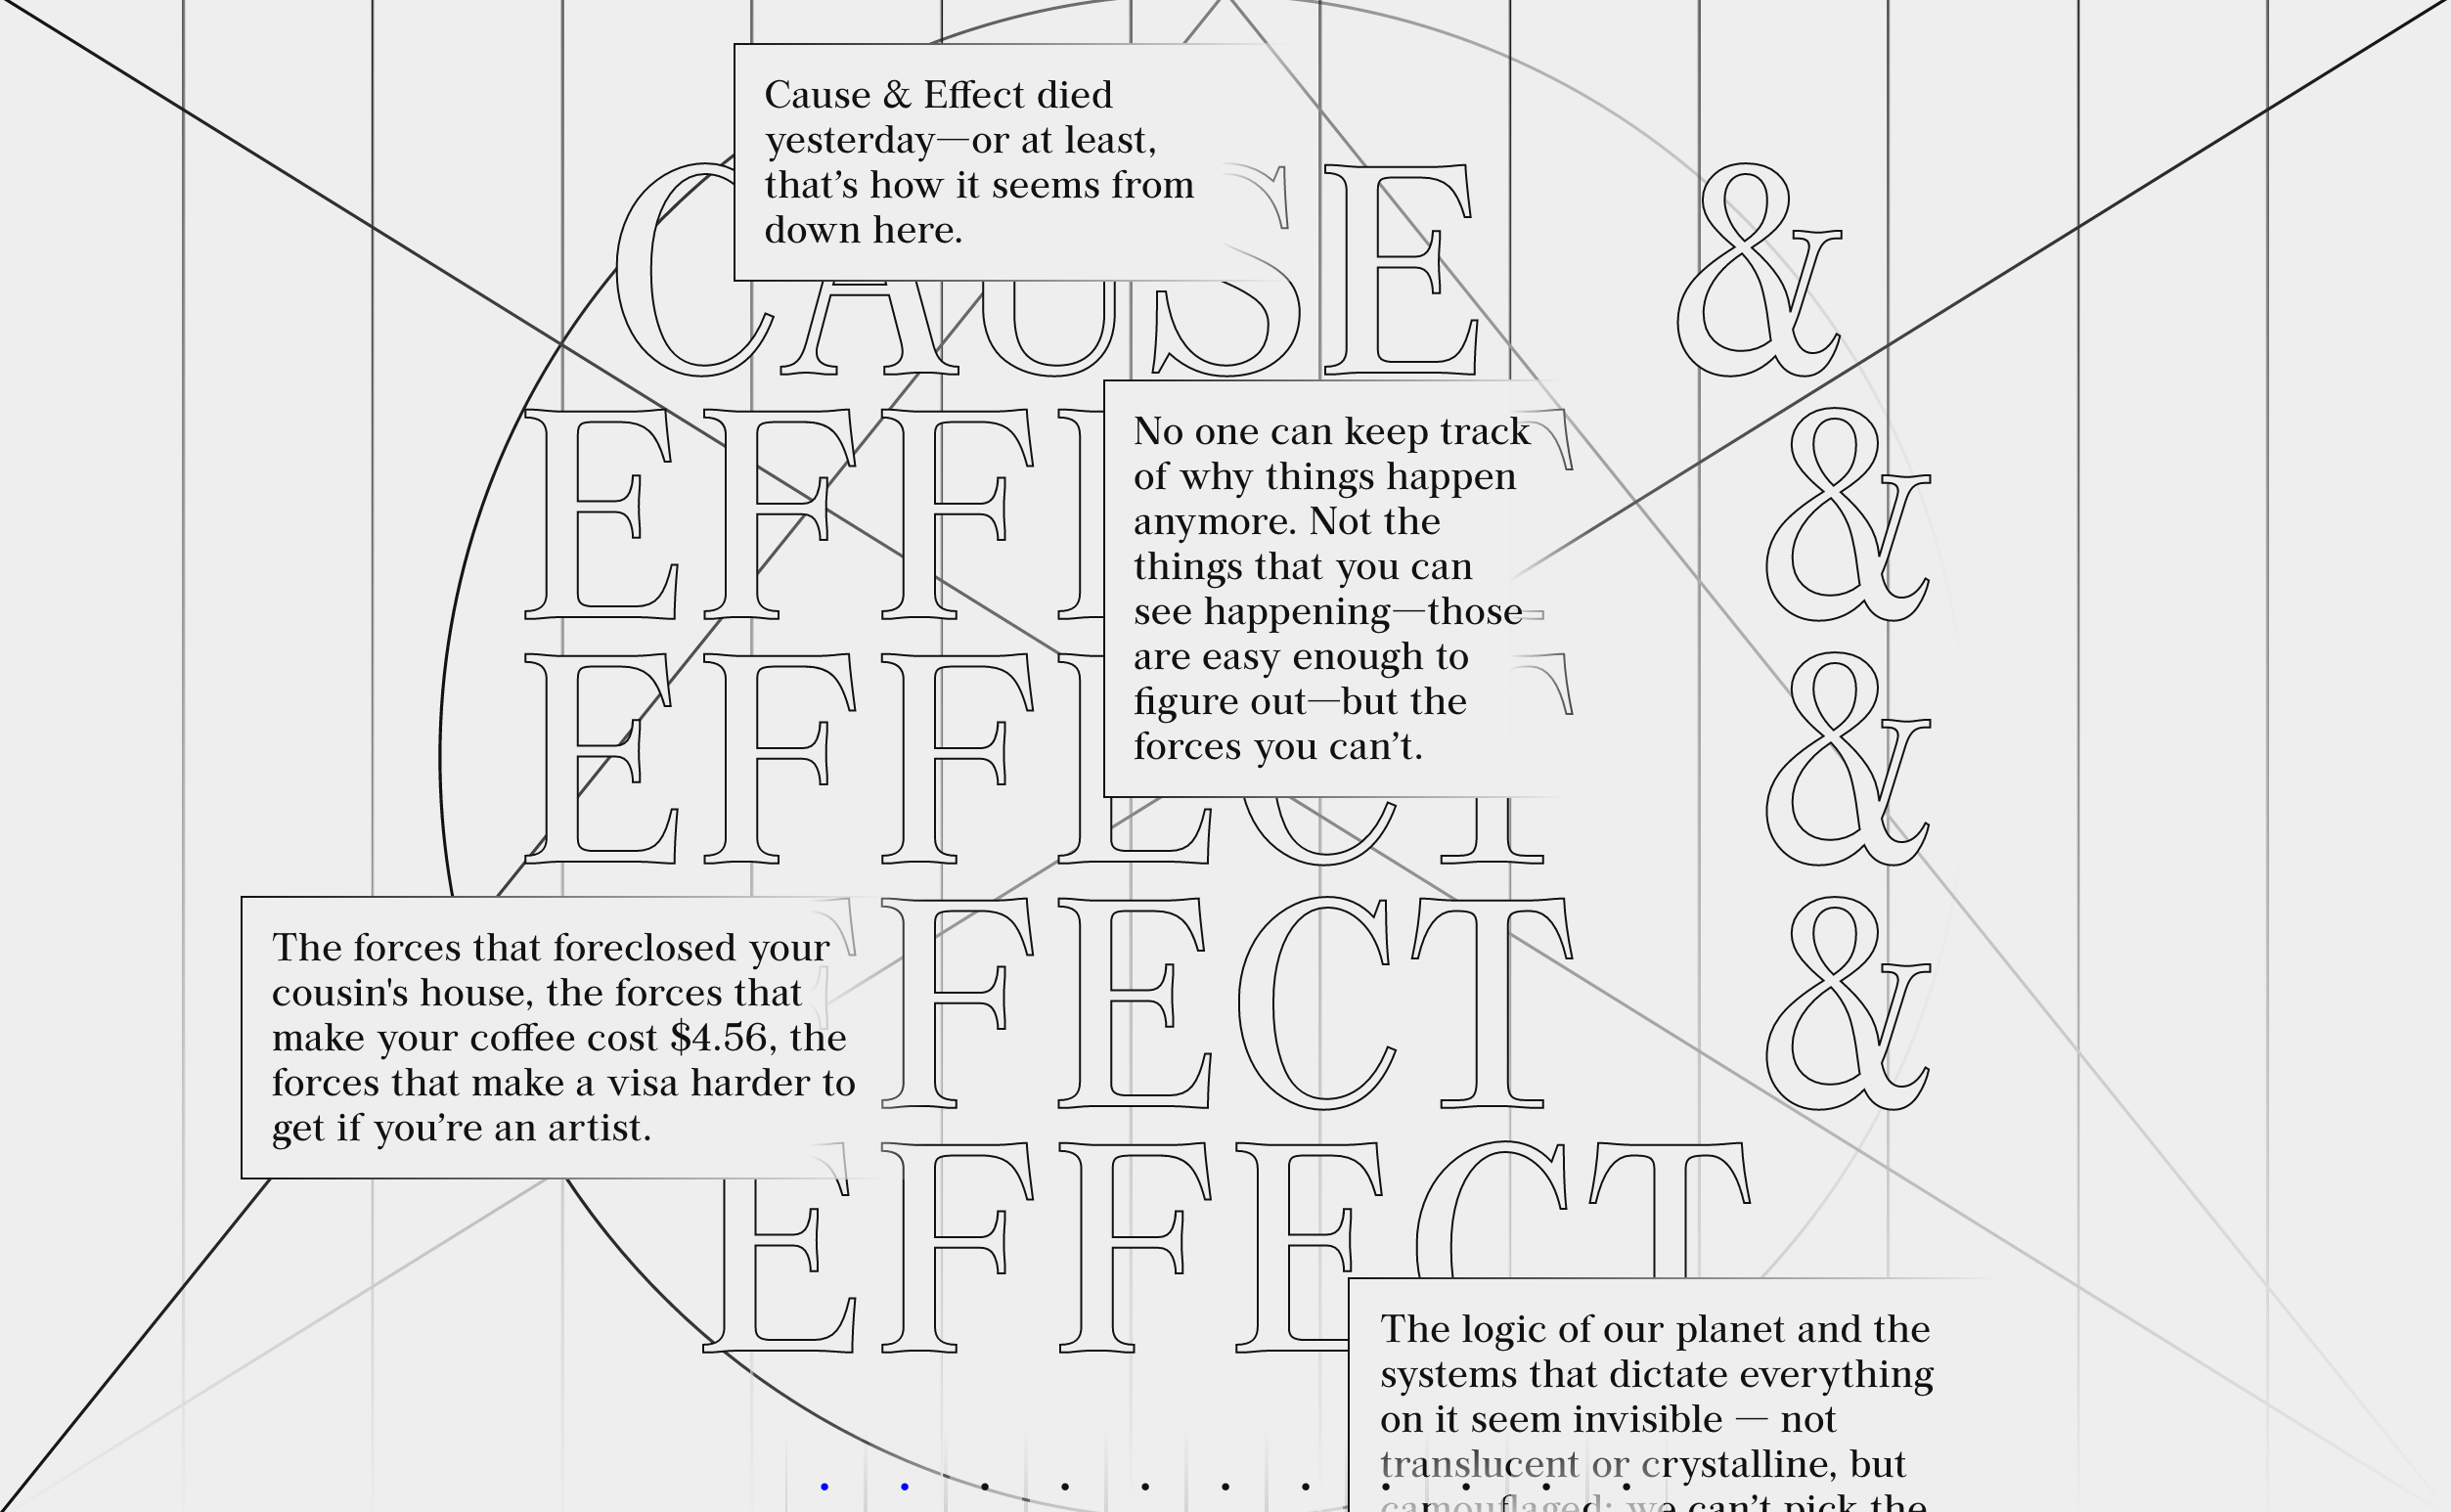 Cause & Effect died
yesterday—or at least,
that’s how it seems from
down here.
CAUSE &
No one can keep track
of why things happen
anymore. Not the
things that you can
see happening—those
are easy enough to
figure out—but the
forces you can’t.
EFFECT &
EFFECT &
The forces that foreclosed your
cousin's house, the forces that
make your coffee cost $4.56, the
forces that make a visa harder to
get if you’re an artist.
EFFECT &
EFFECT
The logic of our planet and the
systems that dictate everything
on it seem invisible — not
translucent or crystalline, but
camouflaged; we can’t pick the